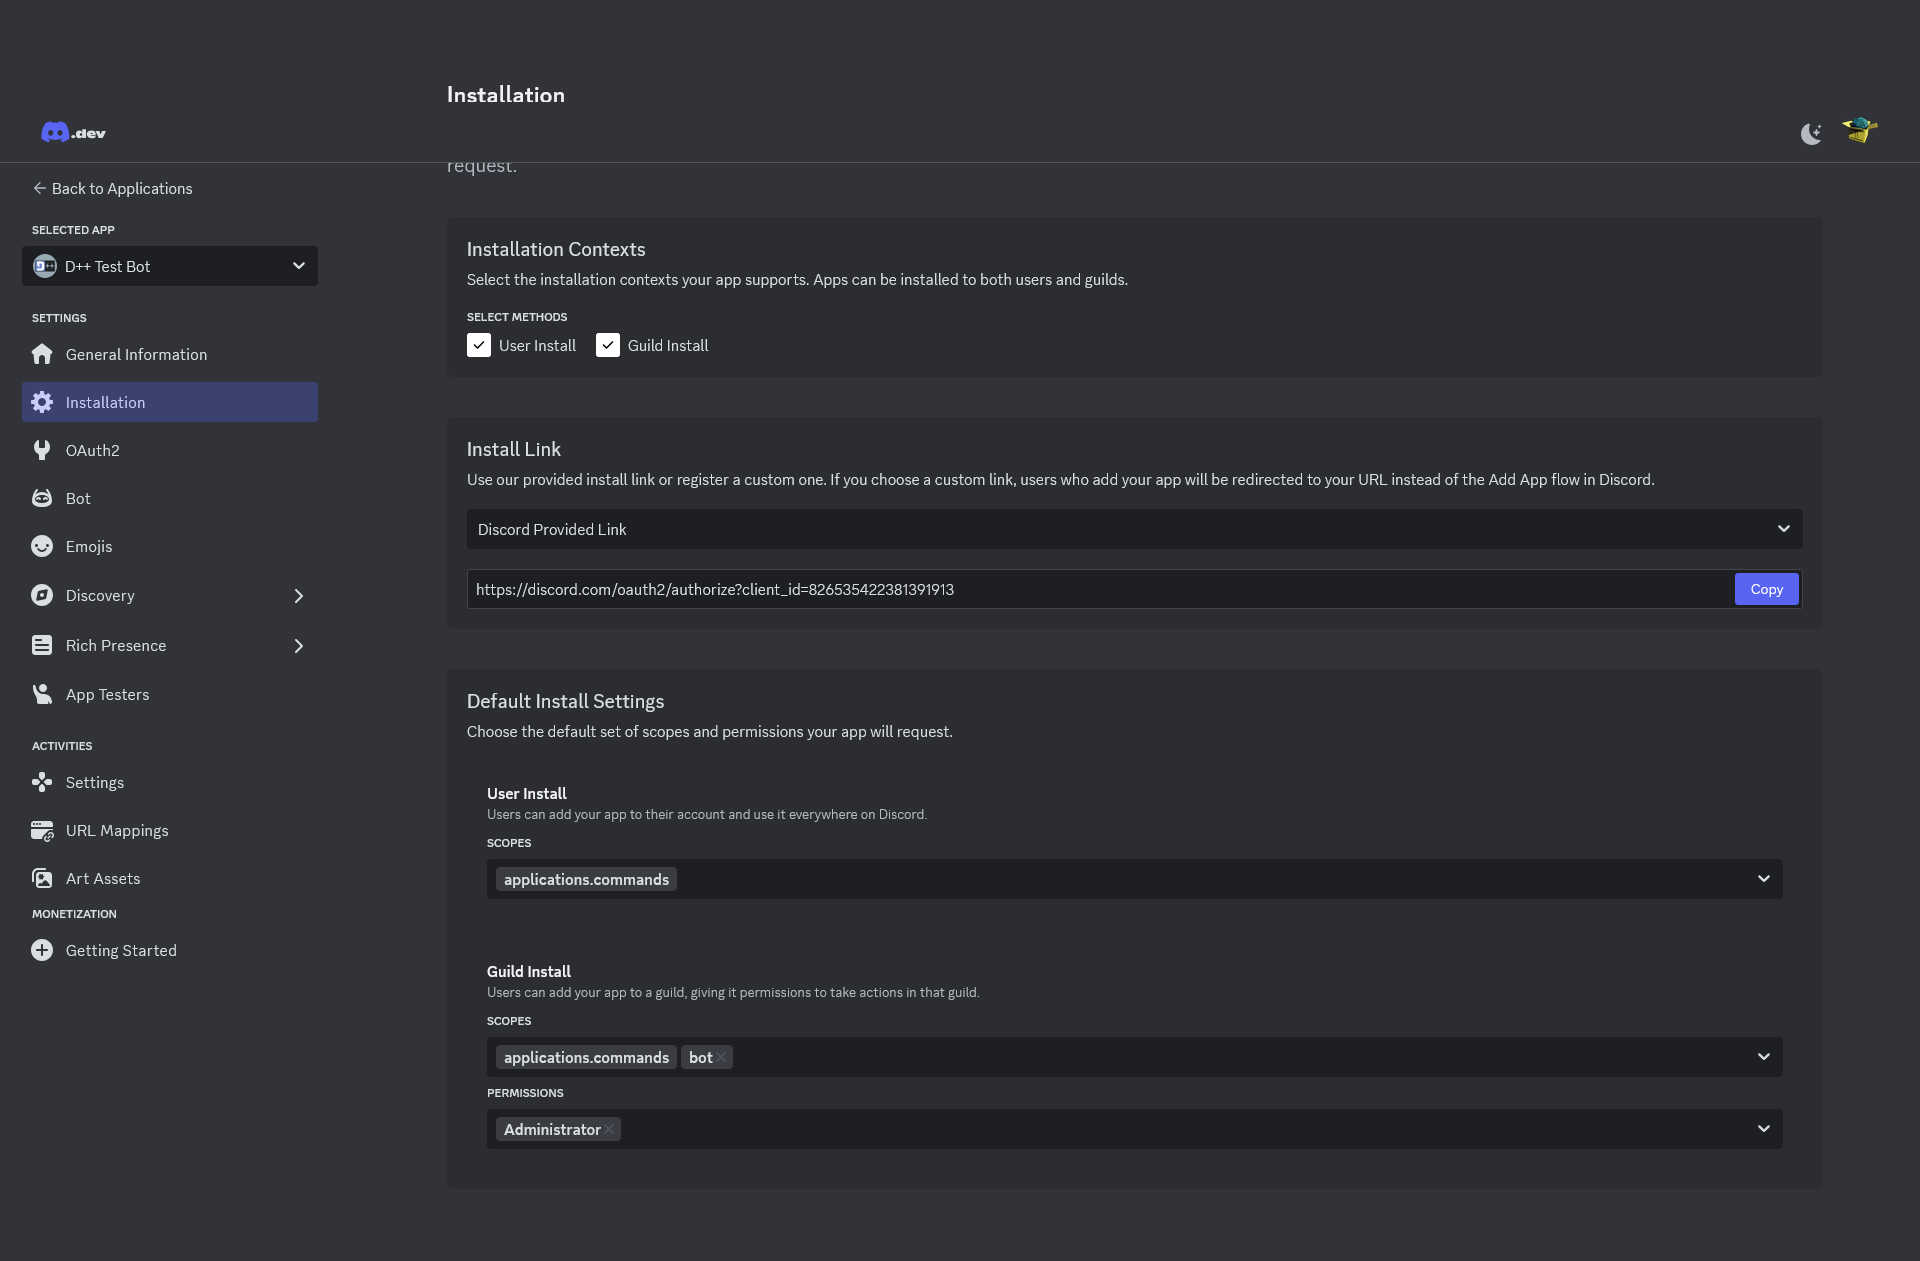 Installation
.dev
request.
Back to Applications
SELECTED APP
D++ Test Bot
SETTINGS
General Information
Installation
OAuth2
Bot
Emojis
Discovery
Rich Presence
App Testers
ACTIVITIES
Settings
URL Mappings
Art Assets
MONETIZATION
Getting Started
Installation Contexts
Select the installation contexts your app supports. Apps can be installed to both users and guilds.
SELECT METHODS
User Install
Guild Install
Install Link
Use our provided install link or register a custom one. If you choose a custom link, users who add your app will be redirected to your URL instead of the Add App flow in Discord.
Discord Provided Link
https://discord.com/oauth2/authorize?client_id=826535422381391913
Copy
Default Install Settings
Choose the default set of scopes and permissions your app will request.
User Install
Users can add your app to their account and use it everywhere on Discord.
SCOPES
applications.commands
Guild Install
Users can add your app to a guild, giving it permissions to take actions in that guild.
SCOPES
applications.commands bot
PERMISSIONS
Administrator